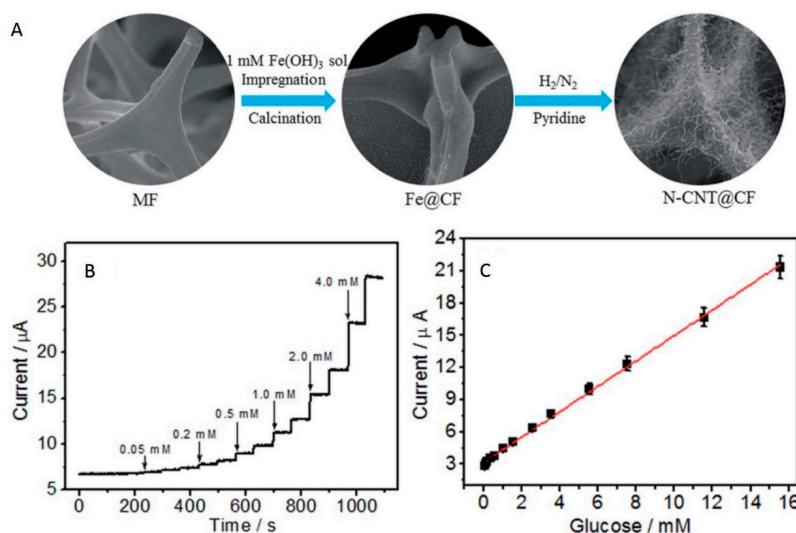 A
1 mM Fe(OH)₃ sol
Impregnation
Calcination
H₂/N₂
Pyridine
MF
Fe@CF
N-CNT@CF
B
30
25
20
15
10
5
Current / μA
0.05 mM
0.2 mM
0.5 mM
1.0 mM
2.0 mM
4.0 mM
0 200 400 600 800 1000
Time / s
C
24
21
18
15
12
9
6
3
Current / μ A
0 2 4 6 8 10 12 14 16
Glucose / mM